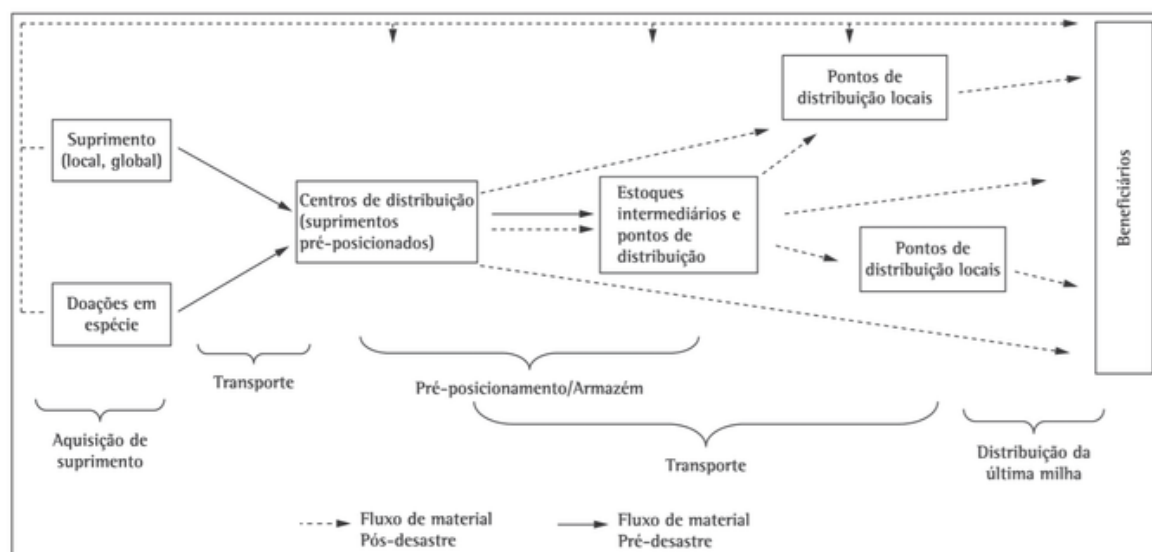 Suprimento
(local, global)
Doações em
espécie
Centros de distribuição
(suprimentos
pré-posicionados)
Estoques
intermediários e
pontos de
distribuição
Pontos de
distribuição locais
Pontos de
distribuição locais
Beneficiários
Transporte
Pré-posicionamento/Armazém
Aquisição de
suprimento
Transporte
Distribuição da
última milha
Fluxo de material
Pós-desastre
Fluxo de material
Pré-desastre